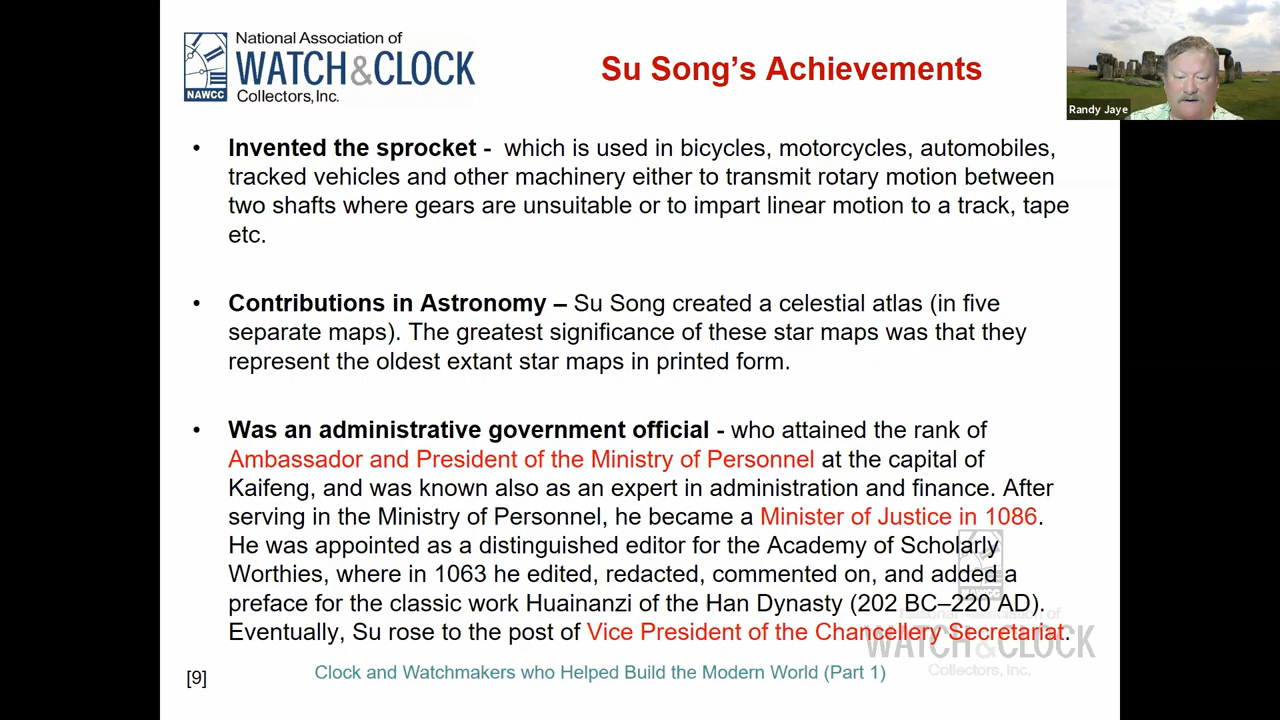 National Association of
WATCH&CLOCK
Collectors, Inc.
NAWCC
Su Song's Achievements
Randy Jaye
• Invented the sprocket - which is used in bicycles, motorcycles, automobiles,
tracked vehicles and other machinery either to transmit rotary motion between
two shafts where gears are unsuitable or to impart linear motion to a track, tape
etc.
• Contributions in Astronomy – Su Song created a celestial atlas (in five
separate maps). The greatest significance of these star maps was that they
represent the oldest extant star maps in printed form.
• Was an administrative government official - who attained the rank of
Ambassador and President of the Ministry of Personnel at the capital of
Kaifeng, and was known also as an expert in administration and finance. After
serving in the Ministry of Personnel, he became a Minister of Justice in 1086.
He was appointed as a distinguished editor for the Academy of Scholarly
Worthies, where in 1063 he edited, redacted, commented on, and added a
preface for the classic work Huainanzi of the Han Dynasty (202 BC–220 AD).
Eventually, Su rose to the post of Vice President of the Chancellery Secretariat.
NAWCC
National Association of
WATCH&CLOCK
Collectors, Inc.
[9]
Clock and Watchmakers who Helped Build the Modern World (Part 1)